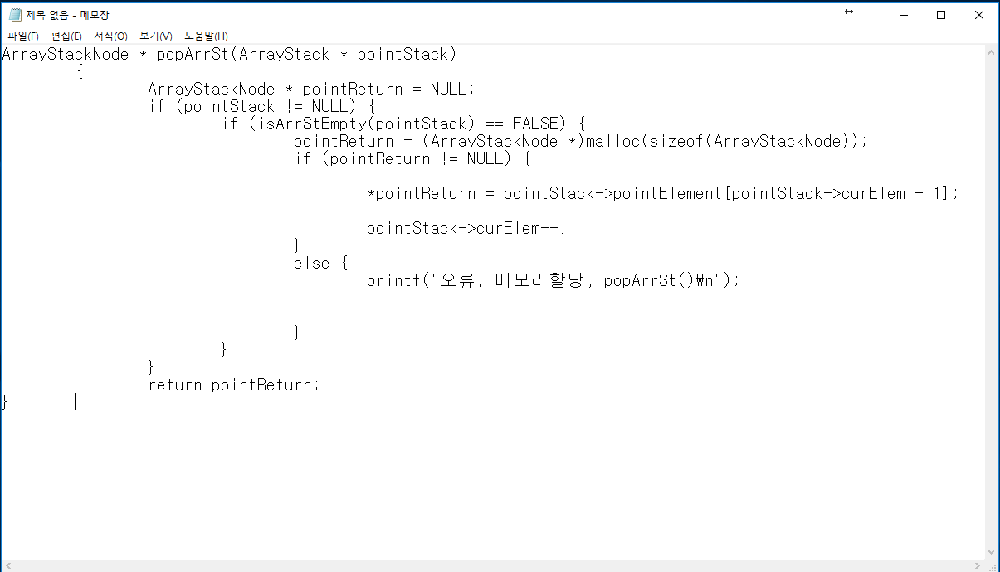 제목 없음 - 메모장
파일(F) 편집(E) 서식(O) 보기(V) 도움말(H)
ArrayStackNode * popArrSt(ArrayStack * pointStack)
{
ArrayStackNode * pointReturn = NULL;
if (pointStack != NULL) {
if (isArrStEmpty(pointStack) == FALSE) {
pointReturn = (ArrayStackNode *)malloc(sizeof(ArrayStackNode));
if (pointReturn != NULL) {
*pointReturn = pointStack->pointElement[pointStack->curElem - 1];
pointStack->curElem--;
}
else {
printf("오류, 메모리할당, popArrSt()₩n");
}
}
}
return pointReturn;
}